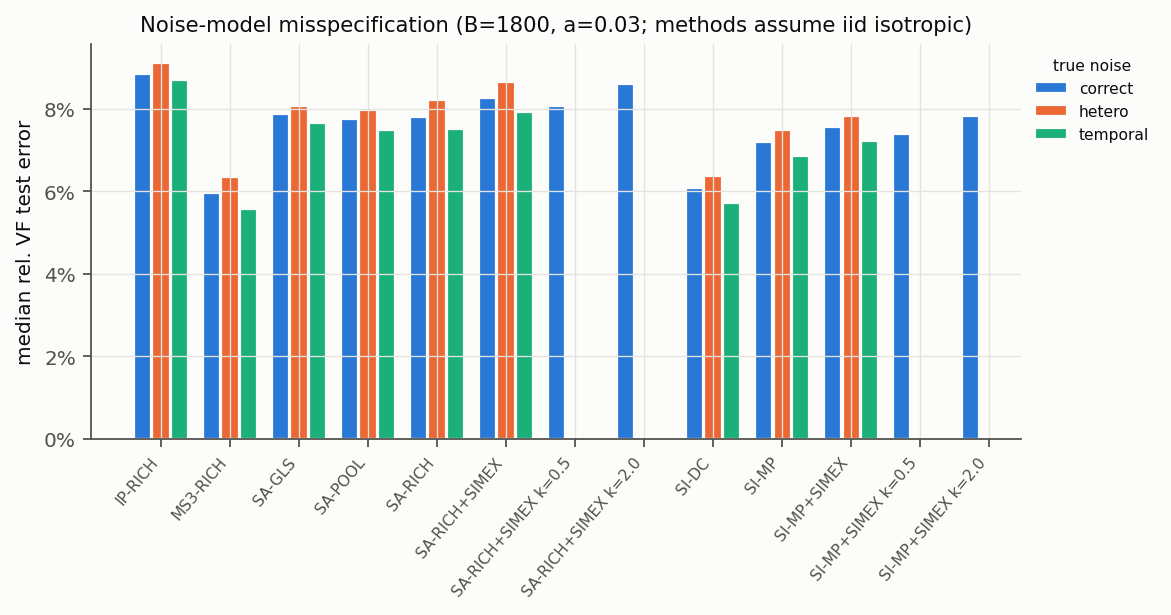 Noise-model misspecification (B=1800, a=0.03; methods assume iid isotropic)
median rel. VF test error
8%
6%
4%
2%
0%
IP-RICH
MS3-RICH
SA-GLS
SA-POOL
SA-RICH
SA-RICH+SIMEX
SA-RICH+SIMEX k=0.5
SA-RICH+SIMEX k=2.0
SI-DC
SI-MP
SI-MP+SIMEX
SI-MP+SIMEX k=0.5
SI-MP+SIMEX k=2.0
true noise
correct
hetero
temporal